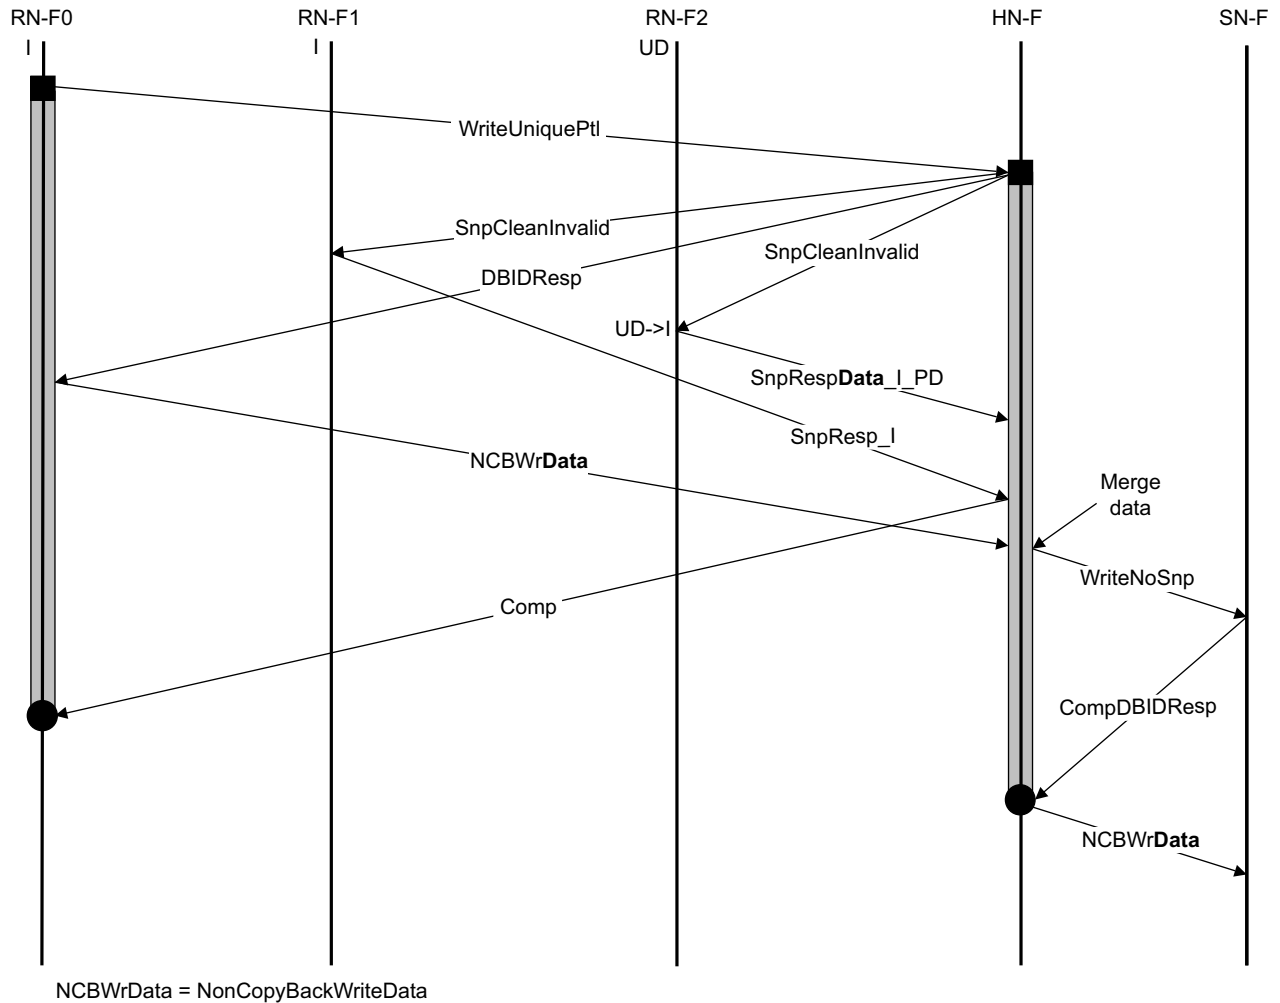 RN-F0 RN-F1 RN-F2 HN-F SN-F
I I UD
WriteUniquePtl
SnpCleanInvalid
SnpCleanInvalid
DBIDResp
UD->I
SnpRespData_I_PD
SnpResp_I
NCBWrData
Merge
data
WriteNoSnp
Comp
CompDBIDResp
NCBWrData
NCBWrData = NonCopyBackWriteData